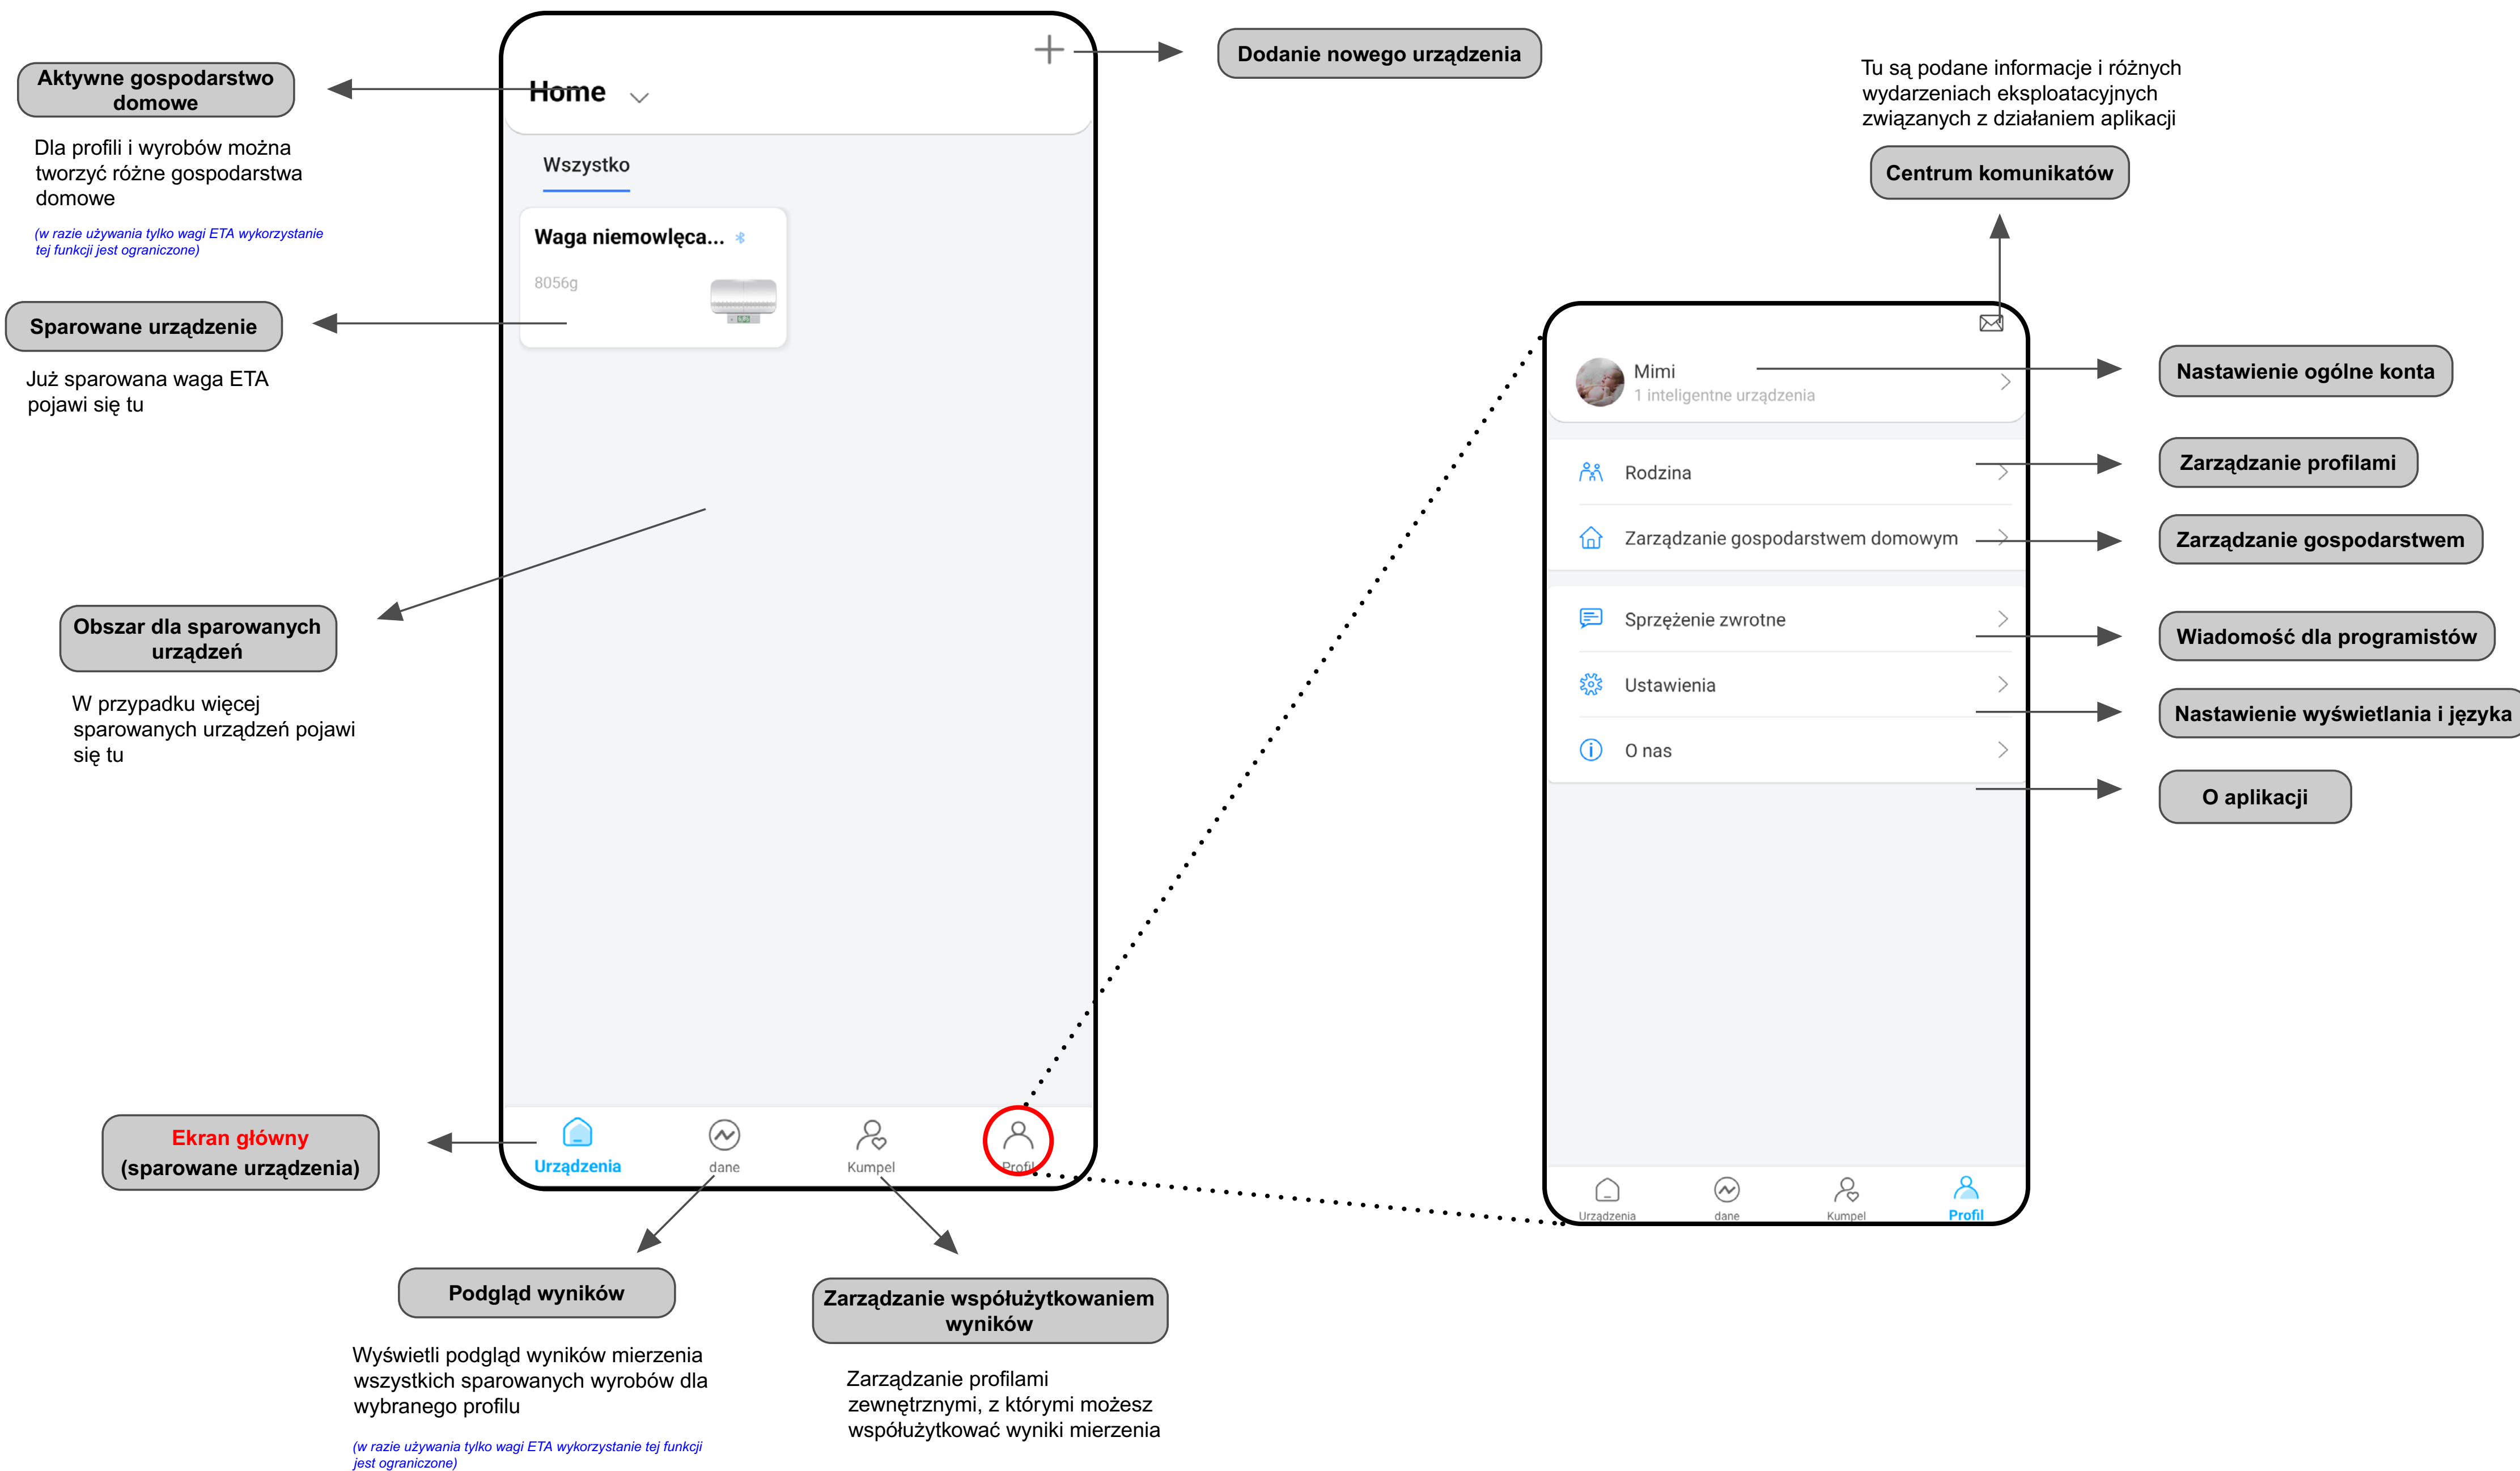 Dodanie nowego urządzenia
Aktywne gospodarstwo
domowe
Dla profili i wyrobów można
tworzyć różne gospodarstwa
domowe
(w razie używania tylko wagi ETA wykorzystanie
tej funkcji jest ograniczone)
Sparowane urządzenie
Już sparowana waga ETA
pojawi się tu
Obszar dla sparowanych
urządzeń
W przypadku więcej
sparowanych urządzeń pojawi
się tu
Ekran główny
(sparowane urządzenia)
Home
Wszystko
Waga niemowlęca...
8056g
Urządzenia
dane
Kumpel
Profil
Podgląd wyników
Wyświetli podgląd wyników mierzenia
wszystkich sparowanych wyrobów dla
wybranego profilu
(w razie używania tylko wagi ETA wykorzystanie tej funkcji
jest ograniczone)
Zarządzanie współużytkowaniem
wyników
Zarządzanie profilami
zewnętrznymi, z którymi możesz
współużytkować wyniki mierzenia
Tu są podane informacje i różnych
wydarzeniach eksploatacyjnych
związanych z działaniem aplikacji
Centrum komunikatów
Mimi
1 inteligentne urządzenia
Rodzina
Zarządzanie gospodarstwem domowym
Sprzężenie zwrotne
Ustawienia
O nas
Urządzenia
dane
Kumpel
Profil
Nastawienie ogólne konta
Zarządzanie profilami
Zarządzanie gospodarstwem
Wiadomość dla programistów
Nastawienie wyświetlania i języka
O aplikacji